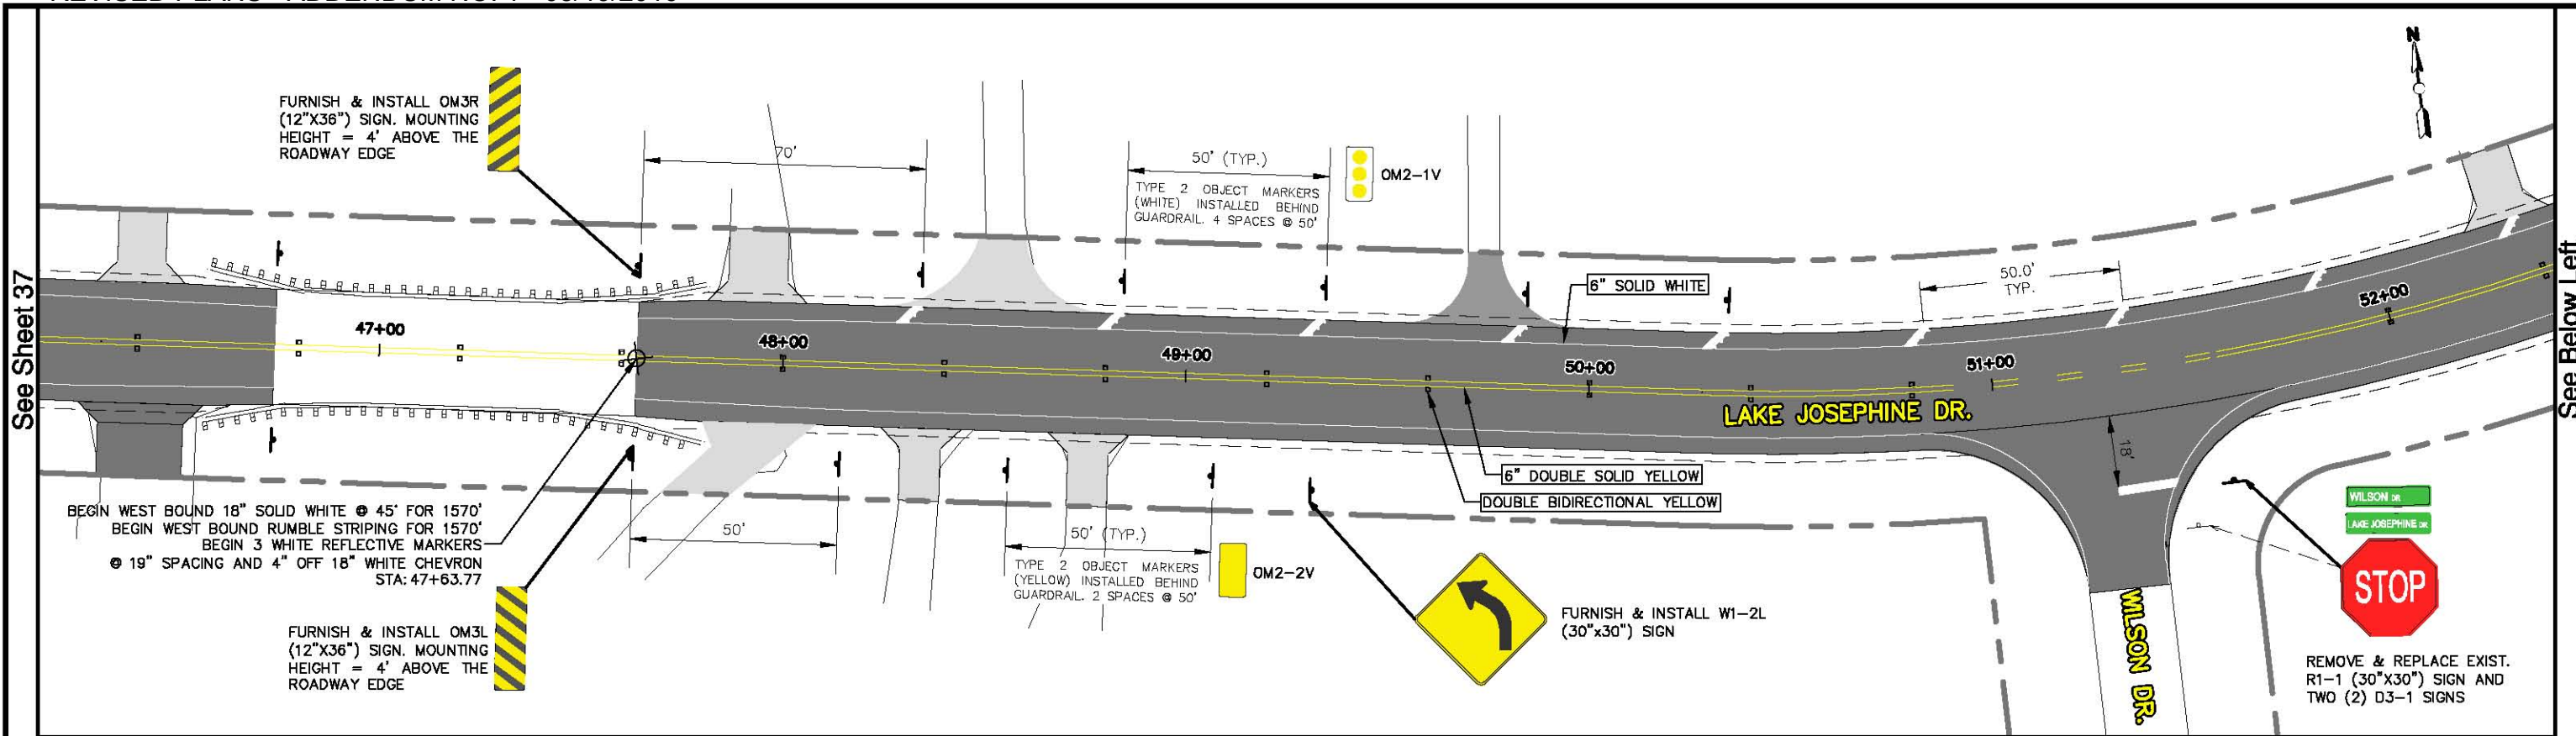 See Sheet 37
FURNISH & INSTALL OM3R
(12"X36") SIGN. MOUNTING
HEIGHT = 4' ABOVE THE
ROADWAY EDGE
70'
50' (TYP.)
TYPE 2 OBJECT MARKERS
(WHITE) INSTALLED BEHIND
GUARDRAIL. 4 SPACES @ 50'
OM2-1V
N
6" SOLID WHITE
50.0'
TYP.
47+00
48+00
49+00
50+00
51+00
52+00
LAKE JOSEPHINE DR.
18'
6" DOUBLE SOLID YELLOW
DOUBLE BIDIRECTIONAL YELLOW
BEGIN WEST BOUND 18" SOLID WHITE @ 45' FOR 1570'
BEGIN WEST BOUND RUMBLE STRIPING FOR 1570'
BEGIN 3 WHITE REFLECTIVE MARKERS
@ 19" SPACING AND 4" OFF 18" WHITE CHEVRON
STA: 47+63.77
50'
50' (TYP.)
TYPE 2 OBJECT MARKERS
(YELLOW) INSTALLED BEHIND
GUARDRAIL. 2 SPACES @ 50'
OM2-2V
FURNISH & INSTALL OM3L
(12"X36") SIGN. MOUNTING
HEIGHT = 4' ABOVE THE
ROADWAY EDGE
FURNISH & INSTALL W1-2L
(30"x30") SIGN
WILSON DR.
WILSON DR
LAKE JOSEPHINE DR
STOP
REMOVE & REPLACE EXIST.
R1-1 (30"X30") SIGN AND
TWO (2) D3-1 SIGNS
See Below Left